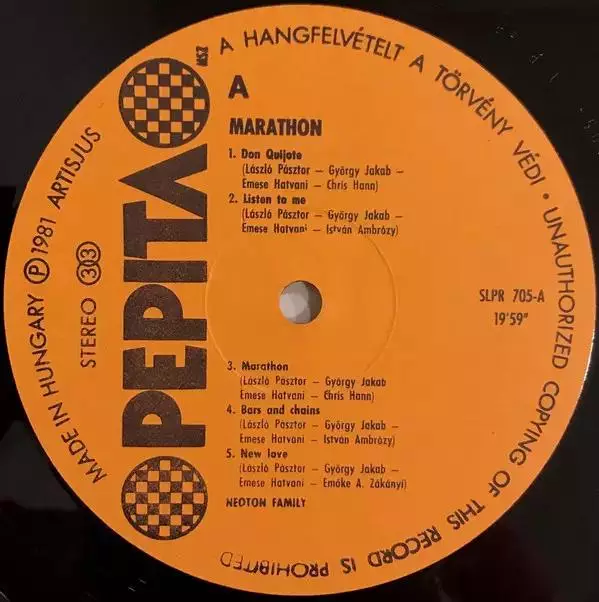 MADE IN HUNGARY Ⓟ 1981 ARTISJUS
MSZ
A HANGFELVÉTELT A TÖRVÉNY VÉDI • UNAUTHORIZED COPYING OF THIS RECORD IS PROHIBITED
STEREO 33
PEPITA
A
MARATHON
1. Don Quijote
(László Pásztor – György Jakab –
Emese Hatvani – Chris Hann)
2. Listen to me
(László Pásztor – György Jakab –
Emese Hatvani – István Ambrózy)
SLPR 705-A
19'59"
3. Marathon
(László Pásztor – György Jakab
Emese Hatvani – Chris Hann)
4. Bars and chains
(László Pásztor – György Jakab –
Emese Hatvani – István Ambrózy)
5. New love
(László Pásztor – György Jakab –
Emese Hatvani – Emőke A. Zákányi)
NEOTON FAMILY